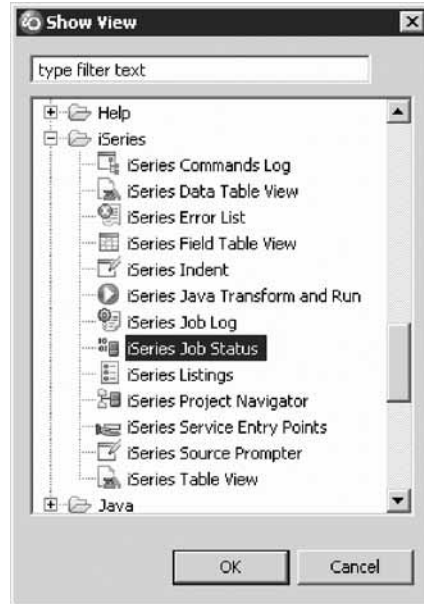 Show View
type filter text
Help
iSeries
iSeries Commands Log
iSeries Data Table View
iSeries Error List
iSeries Field Table View
iSeries Indent
iSeries Java Transform and Run
iSeries Job Log
iSeries Job Status
iSeries Listings
iSeries Project Navigator
iSeries Service Entry Points
iSeries Source Prompter
iSeries Table View
Java
OK Cancel